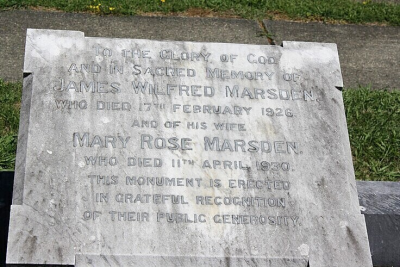 To the Glory of God
And in Sacred Memory of
James Wilfred Marsden.
Who died 17th February 1926.
And of his wife
Mary Rose Marsden
Who died 11th April, 1950.
This monument is erected
in grateful recognition
of their public generosity.